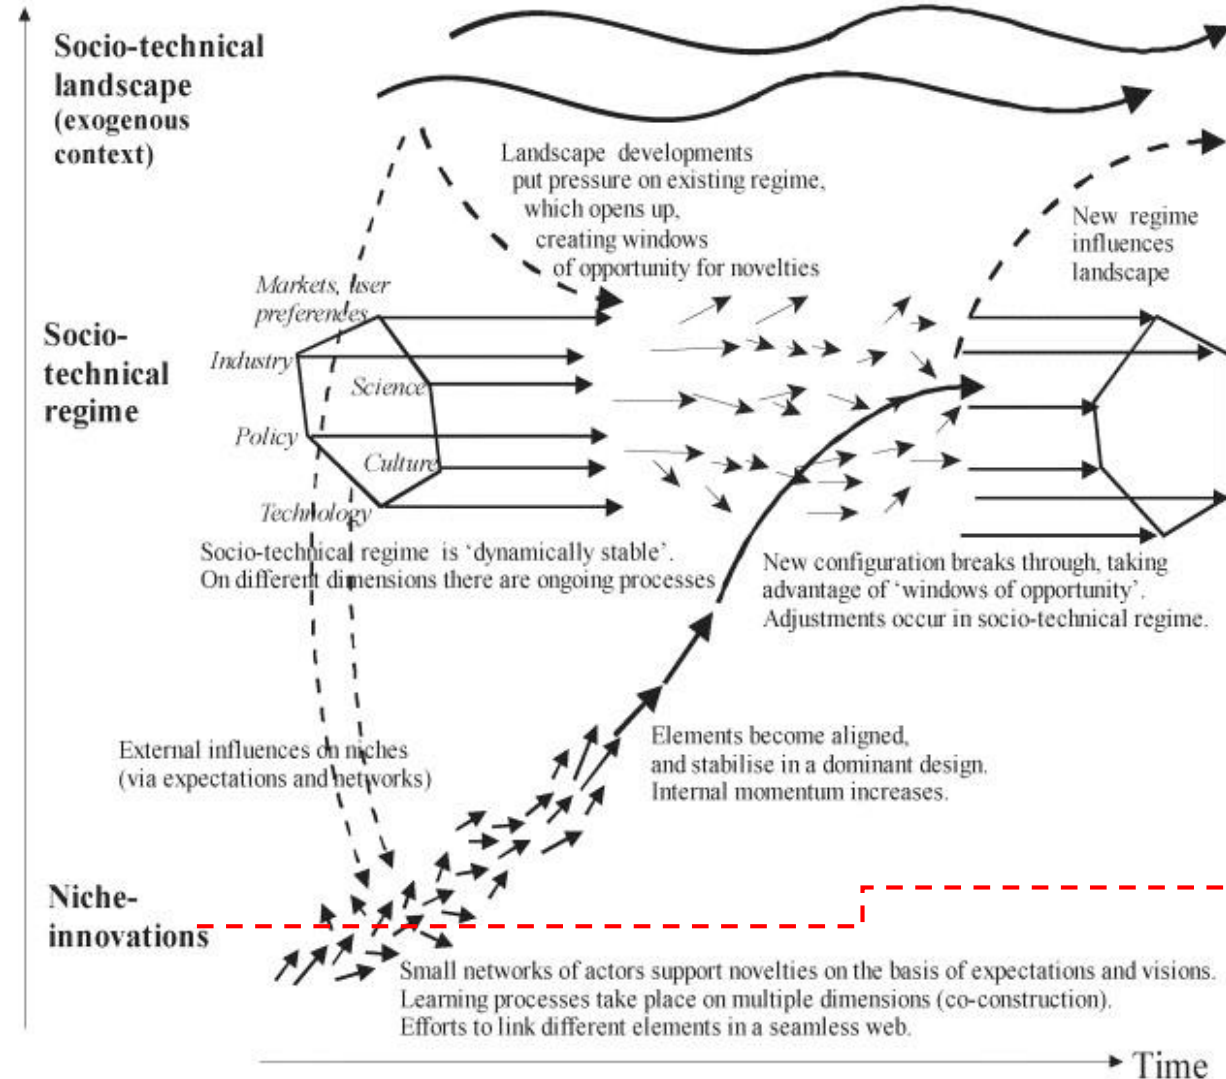 Socio-technical
landscape
(exogenous
context)
Landscape developments
put pressure on existing regime,
which opens up,
creating windows
of opportunity for novelties
New regime
influences
landscape
Markets, user
preferences
Socio-
technical
regime
Industry
Science
Policy
Culture
Technology
Socio-technical regime is ‘dynamically stable’.
On different dimensions there are ongoing processes
New configuration breaks through, taking
advantage of ‘windows of opportunity’.
Adjustments occur in socio-technical regime.
External influences on niches
(via expectations and networks)
Elements become aligned,
and stabilise in a dominant design.
Internal momentum increases.
Niche-
innovations
Small networks of actors support novelties on the basis of expectations and visions.
Learning processes take place on multiple dimensions (co-construction).
Efforts to link different elements in a seamless web.
Time